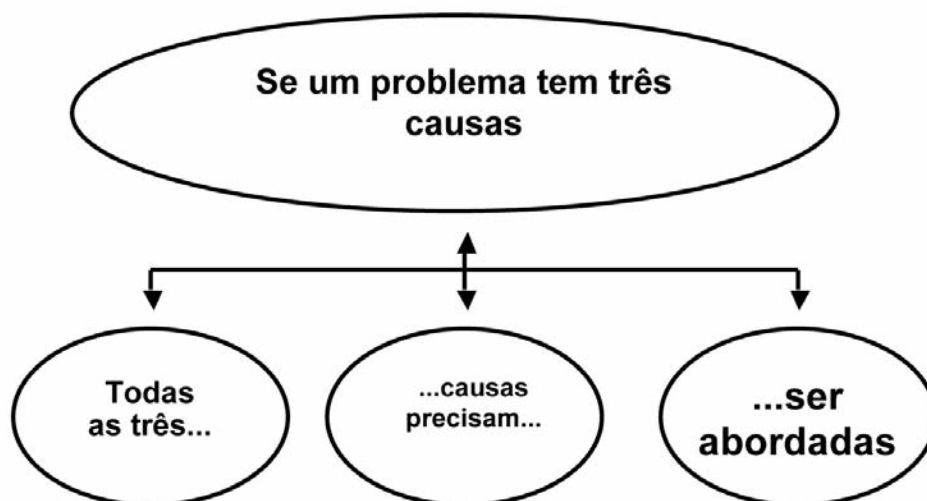 Se um problema tem três
causas
Todas
as três...
...causas
precisam...
...ser
abordadas